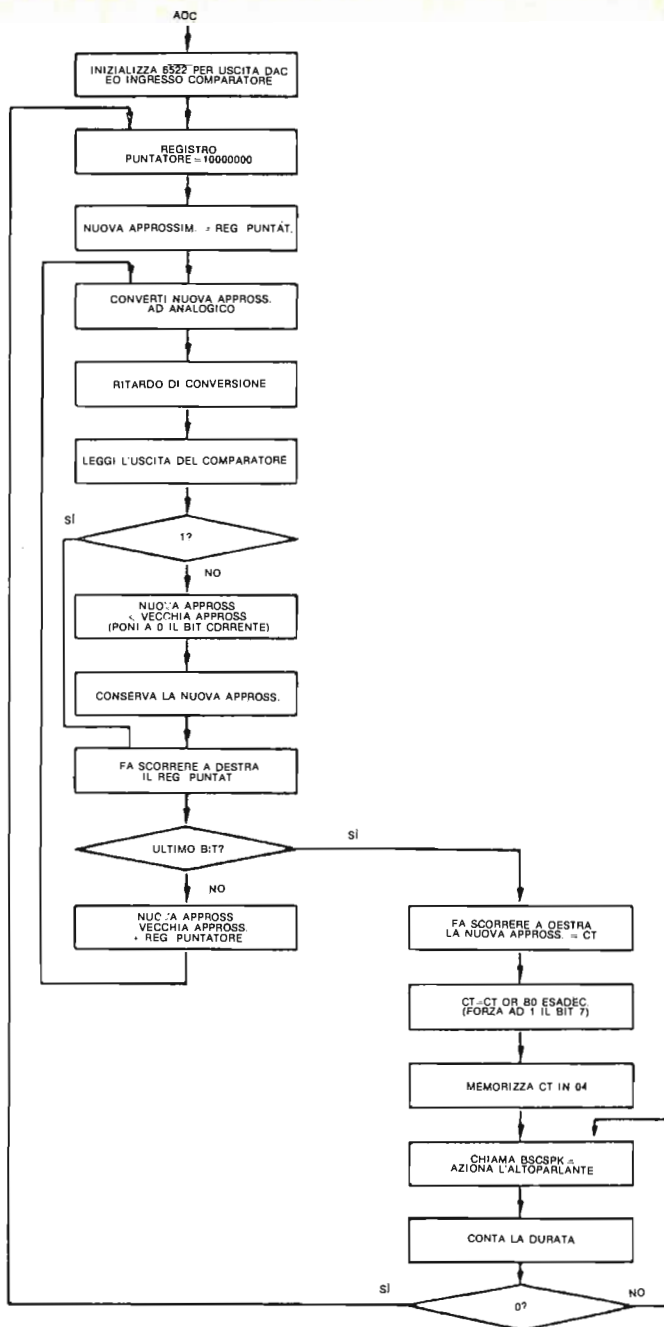 ADC
INIZIALIZZA 6522 PER USCITA DAC
EO INGRESSO COMPARATORE
REGISTRO
PUNTATORE=10000000
NUOVA APPROSSIM. = REG PUNTAT.
CONVERTI NUOVA APPROSS.
AD ANALOGICO
RITARDO DI CONVERSIONE
LEGGI L'USCITA DEL COMPARATORE
SI
1?
NO
NUOVA APPROSS
VECCHIA APPROSS
(PONI A 0 IL BIT CORRENTE)
CONSERVA LA NUOVA APPROSS.
FA SCORRERE A DESTRA
IL REG PUNTAT
ULTIMO BIT?
SI
NO
NUOVA APPROSS
VECCHIA APPROSS.
+ REG PUNTATORE
FA SCORRERE A DESTRA
LA NUOVA APPROSS. = CT
CT=CT OR 80 ESADEC.
(FORZA AD 1 IL BIT 7)
MEMORIZZA CT IN 04
CHIAMA BSCSPK =
AZIONA L'ALTOPARLANTE
CONTA LA DURATA
SI
0?
NO